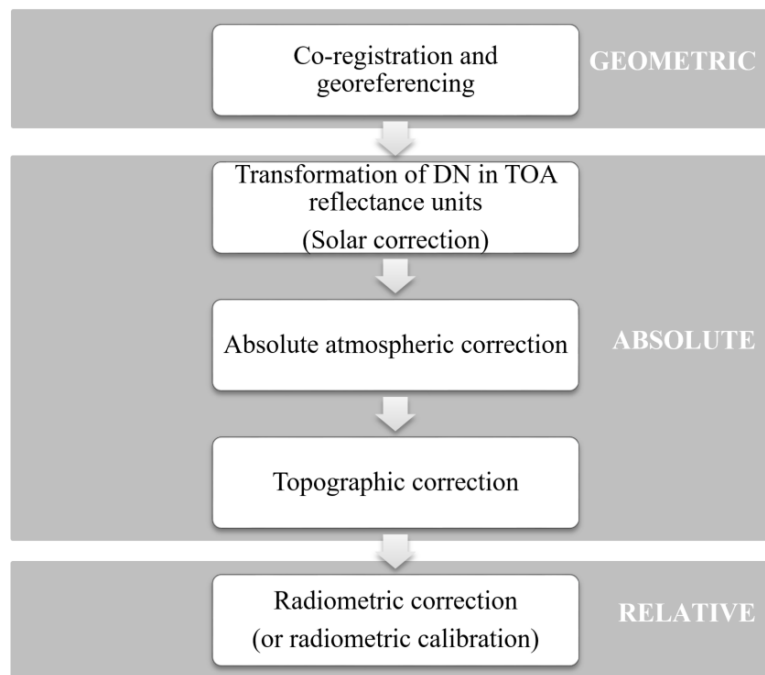 Co-registration and
georeferencing
GEOMETRIC
Transformation of DN in TOA
reflectance units
(Solar correction)
Absolute atmospheric correction
ABSOLUTE
Topographic correction
Radiometric correction
(or radiometric calibration)
RELATIVE